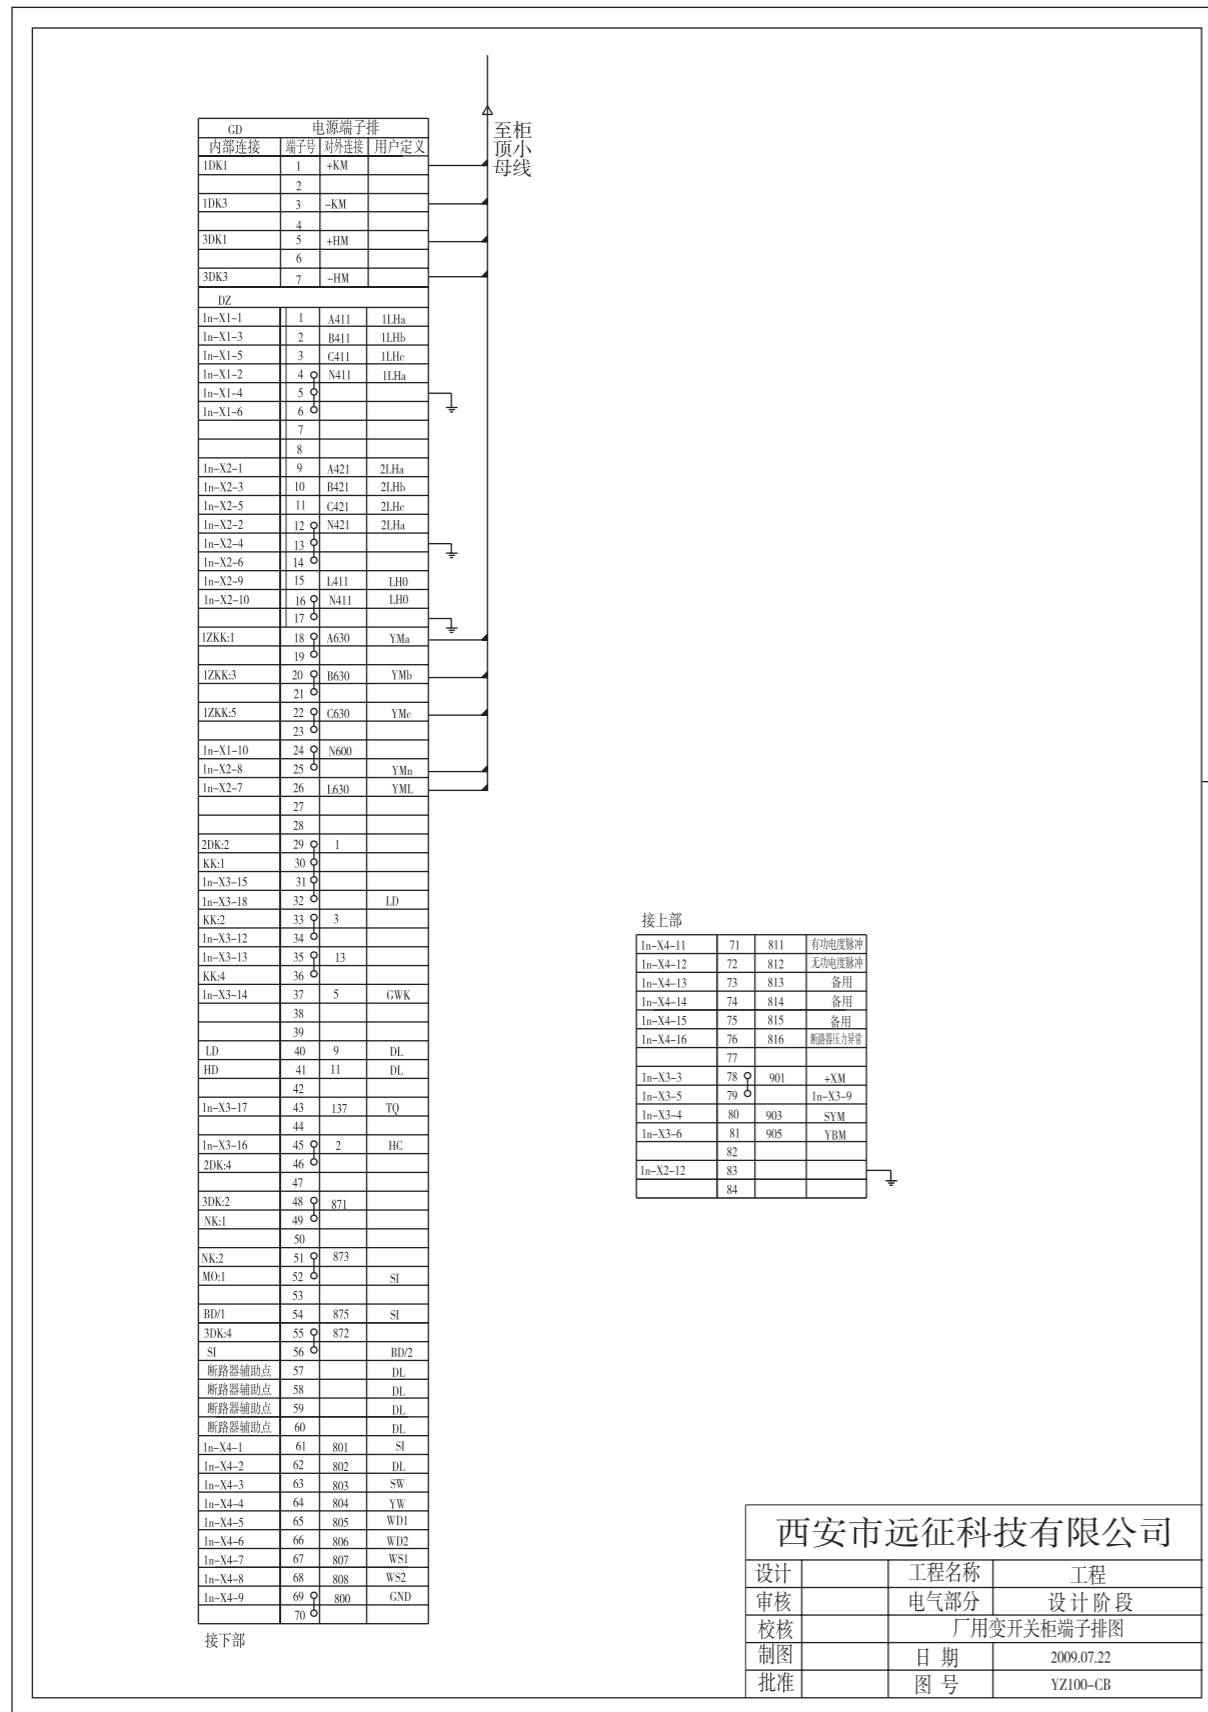 至柜
顶小
母线
GD 电源端子排
内部连接 端子号 对外连接 用户定义
1DK1 1 +KM
2
1DK3 3 -KM
4
3DK1 5 +HM
6
3DK3 7 -HM
DZ
1n-X1-1 1 A411 1LHa
1n-X1-3 2 B411 1LHb
1n-X1-5 3 C411 1LHc
1n-X1-2 4 N411 1LHa
1n-X1-4 5
1n-X1-6 6
7
8
1n-X2-1 9 A421 2LHa
1n-X2-3 10 B421 2LHb
1n-X2-5 11 C421 2LHc
1n-X2-2 12 N421 2LHa
1n-X2-4 13
1n-X2-6 14
1n-X2-9 15 L411 LH0
1n-X2-10 16 N411 LH0
17
1ZKK:1 18 A630 YMa
19
1ZKK:3 20 B630 YMb
21
1ZKK:5 22 C630 YMc
23
1n-X1-10 24 N600
1n-X2-8 25 YMn
1n-X2-7 26 L630 YML
27
28
2DK:2 29 1
KK:1 30
1n-X3-15 31
1n-X3-18 32 LD
KK:2 33 3
1n-X3-12 34
1n-X3-13 35 13
KK:4 36
1n-X3-14 37 5 GWK
38
39
LD 40 9 DL
HD 41 11 DL
42
1n-X3-17 43 137 TQ
44
1n-X3-16 45 2 HC
2DK:4 46
47
3DK:2 48 871
NK:1 49
50
NK:2 51 873
MO:1 52 SI
53
BD/1 54 875 SI
3DK:4 55 872
SI 56 BD/2
断路器辅助点 57 DL
断路器辅助点 58 DL
断路器辅助点 59 DL
断路器辅助点 60 DL
1n-X4-1 61 801 SI
1n-X4-2 62 802 DL
1n-X4-3 63 803 SW
1n-X4-4 64 804 YW
1n-X4-5 65 805 WD1
1n-X4-6 66 806 WD2
1n-X4-7 67 807 WS1
1n-X4-8 68 808 WS2
1n-X4-9 69 800 GND
70
接下部
接上部
1n-X4-11 71 811 有功电度脉冲
1n-X4-12 72 812 无功电度脉冲
1n-X4-13 73 813 备用
1n-X4-14 74 814 备用
1n-X4-15 75 815 备用
1n-X4-16 76 816 断路器压力异常
77
1n-X3-3 78 901 +XM
1n-X3-5 79 1n-X3-9
1n-X3-4 80 903 SYM
1n-X3-6 81 905 YBM
82
1n-X2-12 83
84
西安市远征科技有限公司
设计 工程名称 工程
审核 电气部分 设计阶段
校核 厂用变开关柜端子排图
制图 日 期 2009.07.22
批准 图 号 YZ100-CB